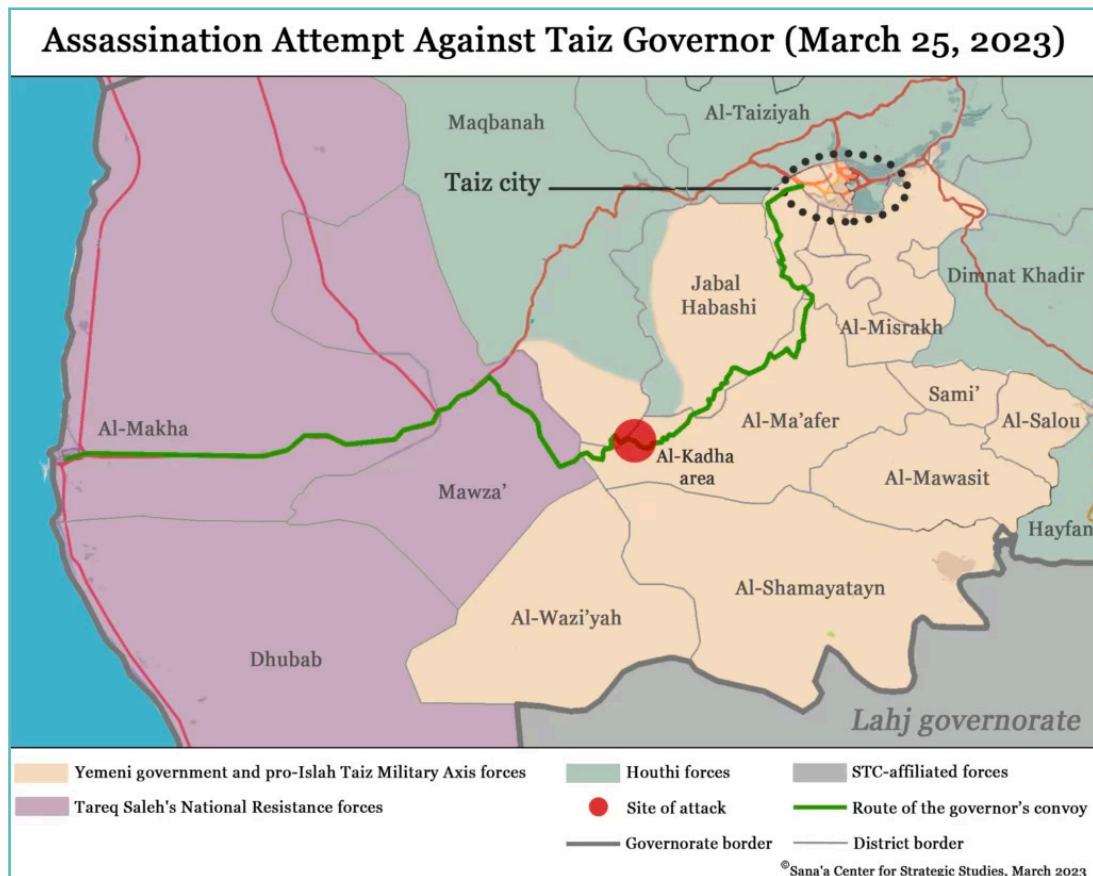 Assassination Attempt Against Taiz Governor (March 25, 2023)
Maqbanah
Al-Taiziyah
Taiz city
Jabal
Habashi
Dimnat Khadir
Al-Misrakh
Sami'
Al-Salou
Al-Makha
Al-Ma'afer
Al-Kadha
area
Mawza'
Al-Mawasit
Hayfan
Al-Shamayatayn
Al-Wazi'yah
Dhubab
Lahj governorate
Yemeni government and pro-Islah Taiz Military Axis forces
Houthi forces
STC-affiliated forces
Tareq Saleh's National Resistance forces
Site of attack
Route of the governor's convoy
Governorate border
District border
©Sana'a Center for Strategic Studies, March 2023